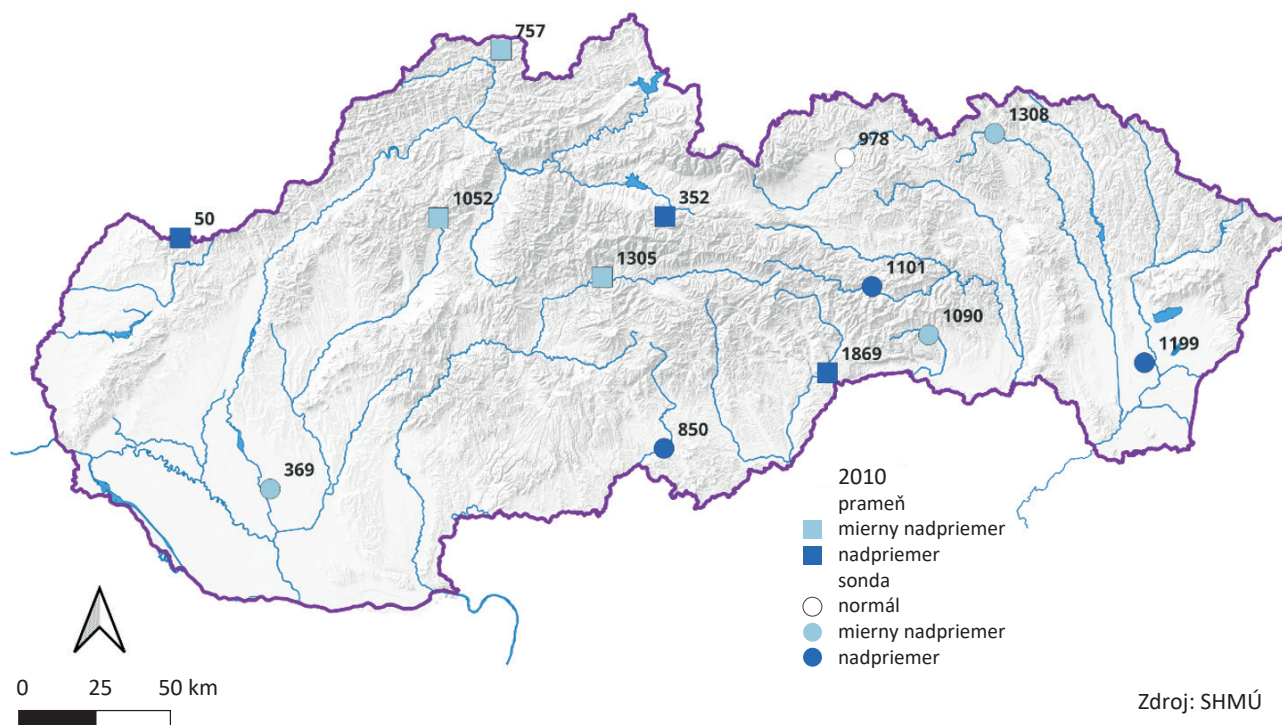 757
1308
978
1052
352
50
1305
1101
1090
1199
1869
850
369
2010
prameň
mierny nadpriemer
nadpriemer
sonda
normál
mierny nadpriemer
nadpriemer
0 25 50 km
Zdroj: SHMÚ